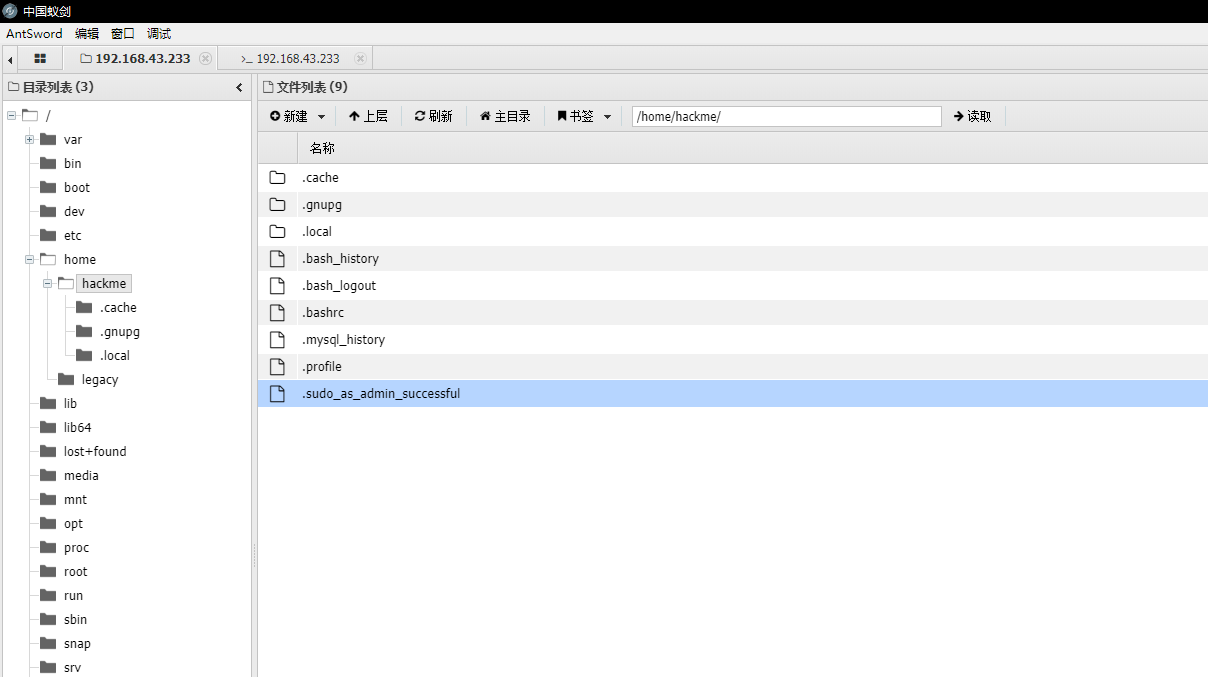 中国蚁剑
AntSword 编辑 窗口 调试
192.168.43.233 >_ 192.168.43.233
目录列表 (3)
/
var
bin
boot
dev
etc
home
hackme
.cache
.gnupg
.local
legacy
lib
lib64
lost+found
media
mnt
opt
proc
root
run
sbin
snap
srv
文件列表 (9)
新建 上层 刷新 主目录 书签 /home/hackme/ 读取
名称
.cache
.gnupg
.local
.bash_history
.bash_logout
.bashrc
.mysql_history
.profile
.sudo_as_admin_successful